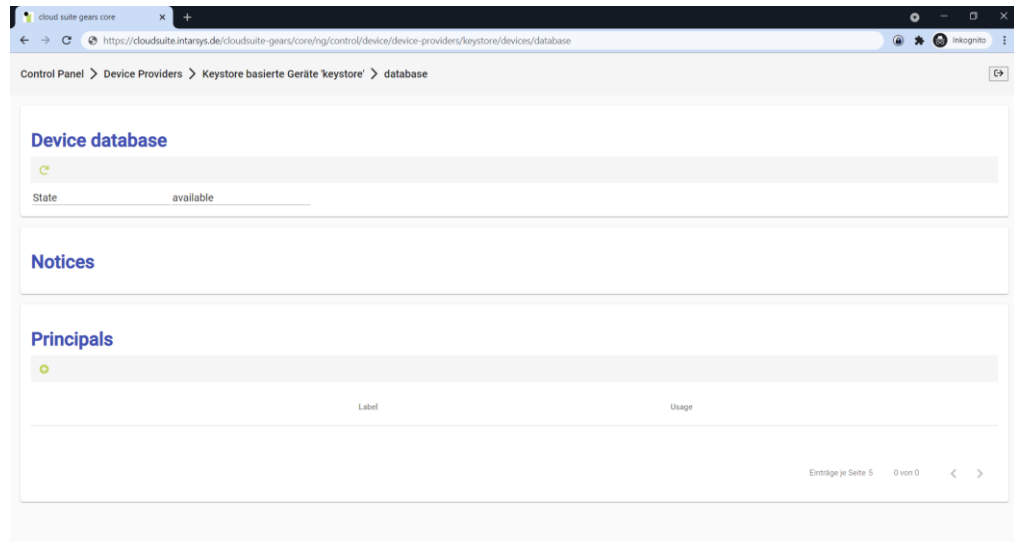 cloud suite gears core
https://cloudsuite.intarsys.de/cloudsuite-gears/core/ng/control/device/device-providers/keystore/devices/database
Inkognito
Control Panel > Device Providers > Keystore basierte Geräte 'keystore' > database
Device database
State available
Notices
Principals
Label Usage
Einträge je Seite 5 0 von 0